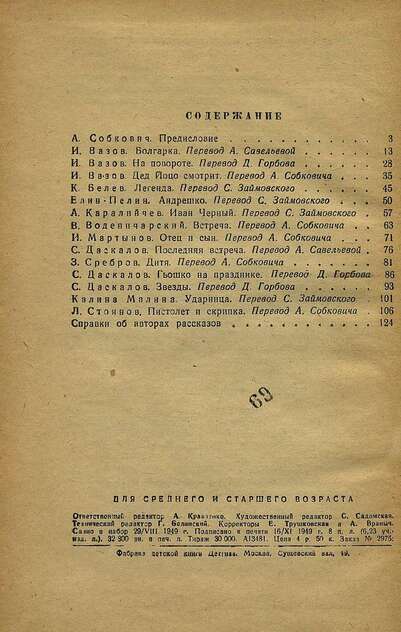 СОДЕРЖАНИЕ
А. Собкович. Предисловие . . . . . . . . . . 3
И. Вазов. Болгарка. Перевод А. Савельевой . . . . . 13
И. Вазов. На повороте. Перевод Д. Горбова . . . . . 28
И. Вазов. Дед Йоцо смотрит. Перевод А. Собковича . . 35
К. Белев. Легенда. Перевод С. Займовского . . . . . 45
Елин-Пелин. Андрешко. Перевод С. Займовского . . . 50
А. Каралийчев. Иван Черный. Перевод С. Займовского 57
В. Воденичарский. Встреча. Перевод А. Собковича . . 63
И. Мартынов. Отец и сын. Перевод А. Собковича . . . 71
С. Даскалов. Последняя встреча. Перевод А. Савельевой . 76
З. Сребров. Дитя. Перевод А. Собковича . . . . . . 81
С. Даскалов. Гьошко на празднике. Перевод Д. Горбова 86
С. Даскалов. Звезды. Перевод Д. Горбова . . . . . 93
Калина Малина. Ударница. Перевод С. Займовского . 101
Л. Стоянов. Пистолет и скрипка. Перевод А. Собковича . 106
Справки об авторах рассказов . . . . . . . . . 124
69
ДЛЯ СРЕДНЕГО И СТАРШЕГО ВОЗРАСТА
Ответственный редактор А. Художественный редактор С.
Технический редактор Г. Корректоры Е. Трушковская и А.
Сдано в набор 29/VIII 1949 г. Подписано к печати 16/XI 1949 г. 8 п. л. (6,23 уч.-
изд. л.). 32 300 зн. в печ. л. Тираж 30 000. А13481. Цена 4 р. 50 к. Заказ №
Фабрика детской книги Детгиза. Москва, Сущевский вал, 49.